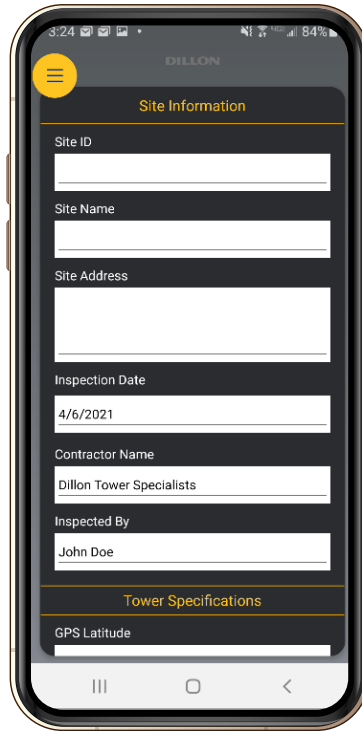 3:24 84%
DILLON
Site Information
Site ID
Site Name
Site Address
Inspection Date
4/6/2021
Contractor Name
Dillon Tower Specialists
Inspected By
John Doe
Tower Specifications
GPS Latitude